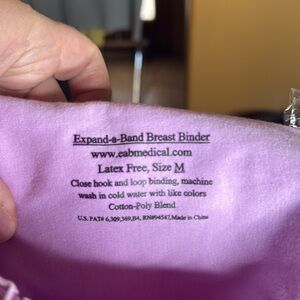 Expand-a-Band Breast Binder
www.eabmedical.com
Latex Free, Size M
Close hook and loop binding, machine
wash in cold water with like colors
Cotton-Poly Blend
U.S. PAT# 6,309,369,B4, RN#94547, Made in China